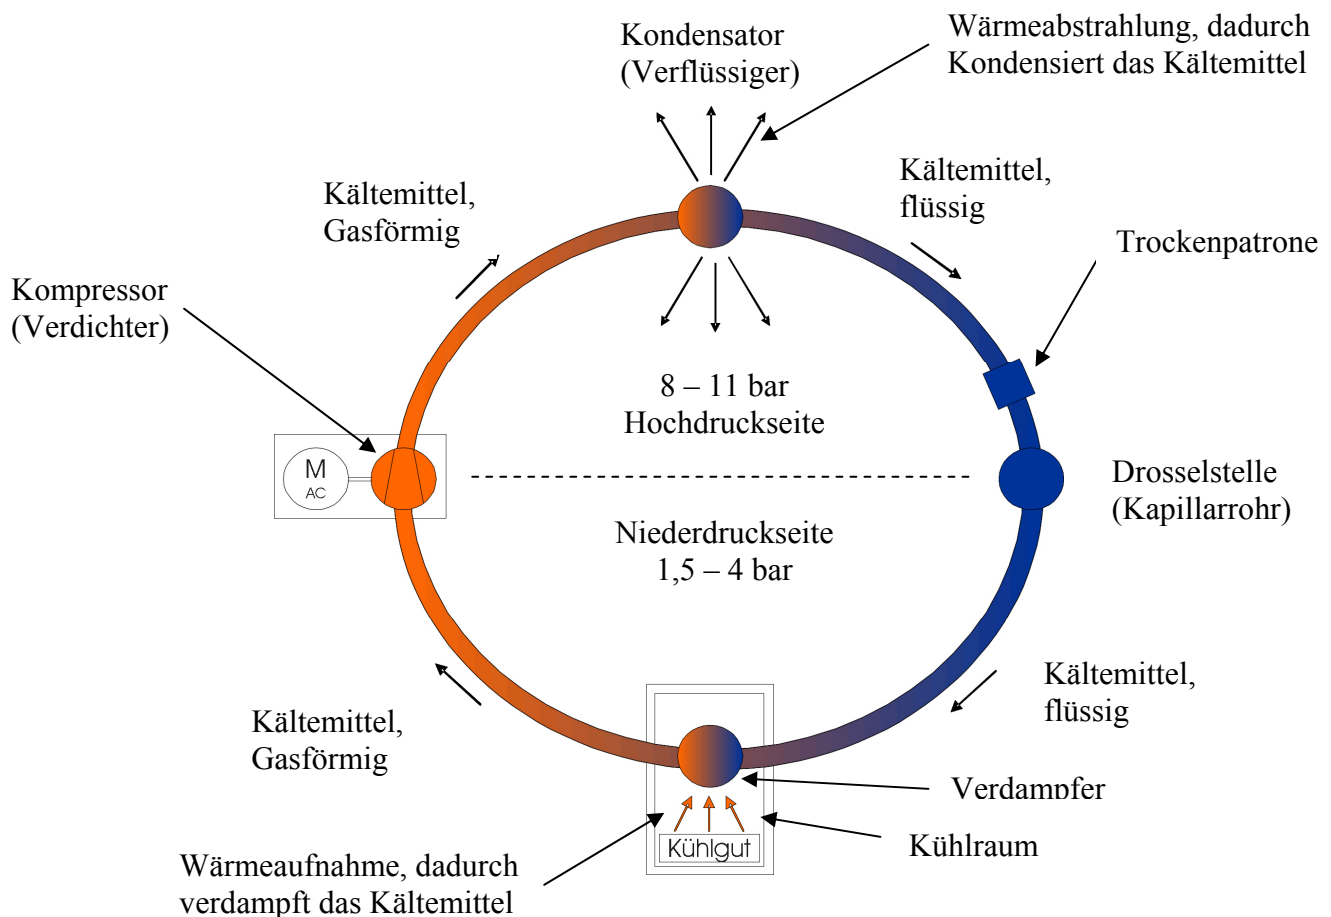 Kondensator
(Verflüssiger)
Wärmeabstrahlung, dadurch
Kondensiert das Kältemittel
Kältemittel,
Gasförmig
Kältemittel,
flüssig
Trockenpatrone
Kompressor
(Verdichter)
8 – 11 bar
Hochdruckseite
M
AC
Drosselstelle
(Kapillarrohr)
Niederdruckseite
1,5 – 4 bar
Kältemittel,
Gasförmig
Kältemittel,
flüssig
Verdampfer
Kühlgut
Kühlraum
Wärmeaufnahme, dadurch
verdampft das Kältemittel